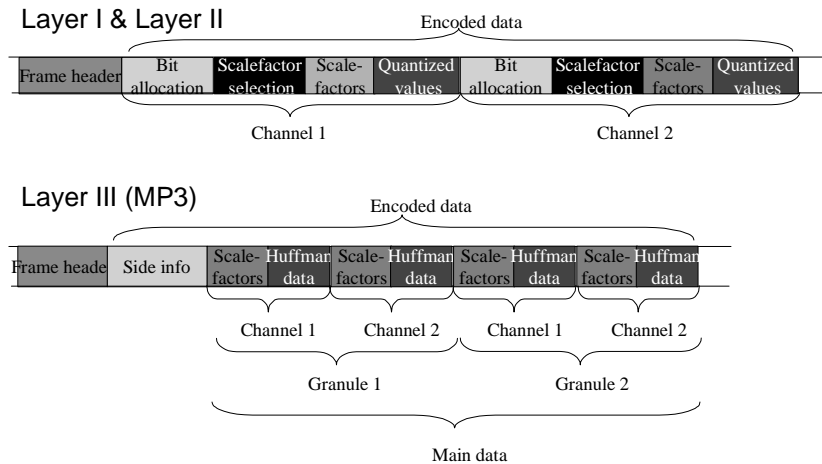 Layer I & Layer II
Encoded data
Frame header Bit allocation Scalefactor selection Scale-factors Quantized values Bit allocation Scalefactor selection Scale-factors Quantized values
Channel 1 Channel 2
Layer III (MP3)
Encoded data
Frame heade Side info Scale-factors Huffman data Scale-factors Huffman data Scale-factors Huffman data Scale-factors Huffman data
Channel 1 Channel 2 Channel 1 Channel 2
Granule 1 Granule 2
Main data